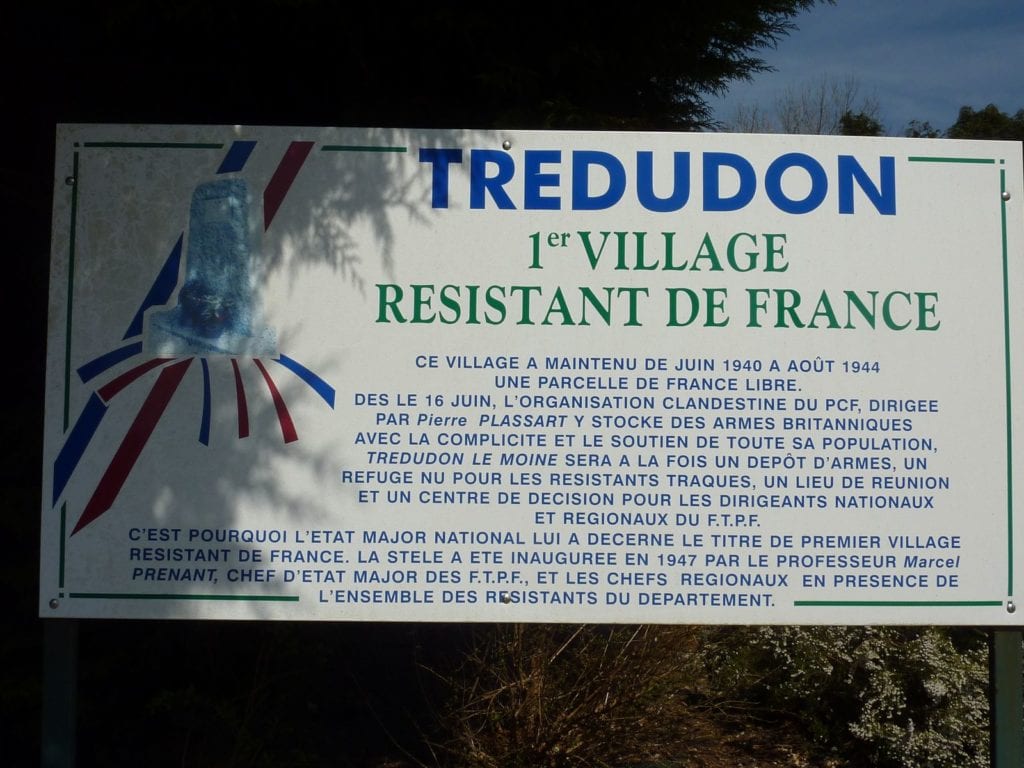 TREDUDON
1er VILLAGE
RESISTANT DE FRANCE
CE VILLAGE A MAINTENU DE JUIN 1940 A AOÛT 1944
UNE PARCELLE DE FRANCE LIBRE.
DES LE 16 JUIN, L'ORGANISATION CLANDESTINE DU PCF, DIRIGEE
PAR Pierre PLASSART Y STOCKE DES ARMES BRITANNIQUES
AVEC LA COMPLICITE ET LE SOUTIEN DE TOUTE SA POPULATION,
TREDUDON LE MOINE SERA A LA FOIS UN DEPÔT D'ARMES, UN
REFUGE NU POUR LES RESISTANTS TRAQUES, UN LIEU DE REUNION
ET UN CENTRE DE DECISION POUR LES DIRIGEANTS NATIONAUX
ET REGIONAUX DU F.T.P.F.
C'EST POURQUOI L'ETAT MAJOR NATIONAL LUI A DECERNE LE TITRE DE PREMIER VILLAGE
RESISTANT DE FRANCE. LA STELE A ETE INAUGUREE EN 1947 PAR LE PROFESSEUR Marcel
PRENANT, CHEF D'ETAT MAJOR DES F.T.P.F., ET LES CHEFS REGIONAUX EN PRESENCE DE
L'ENSEMBLE DES RESISTANTS DU DEPARTEMENT.